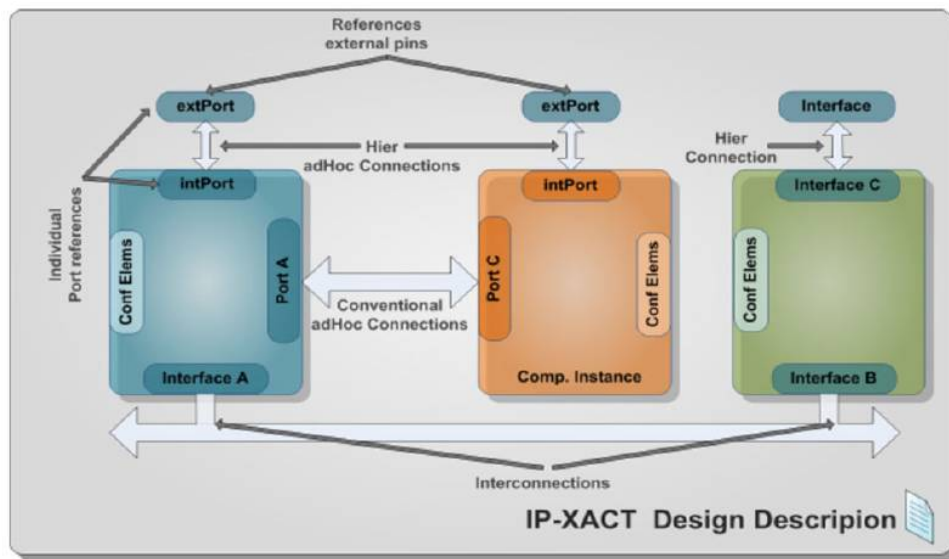 References
external pins
extPort
extPort
Interface
Hier
adHoc Connections
Hier
Connection
intPort
intPort
Interface C
Individual
Port references
Conf Elems
Port A
Port C
Conf Elems
Conf Elems
Conventional
adHoc Connections
Interface A
Comp. Instance
Interface B
Interconnections
IP-XACT Design Descripion